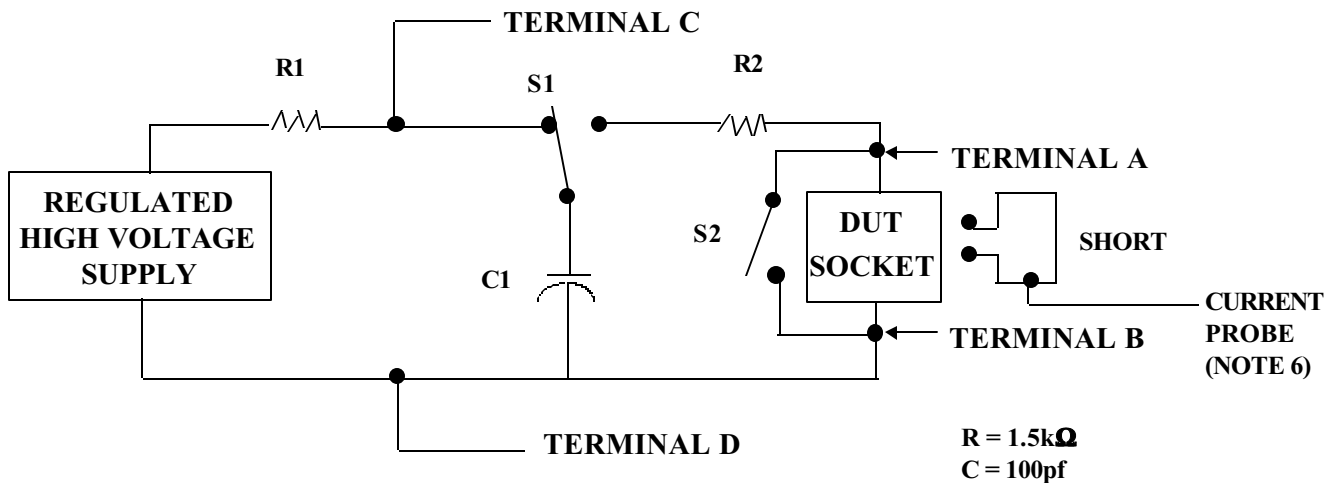 TERMINAL C
R1
S1
R2
TERMINAL A
REGULATED
HIGH VOLTAGE
SUPPLY
S2
DUT
SOCKET
SHORT
C1
CURRENT
PROBE
(NOTE 6)
TERMINAL B
TERMINAL D
R = 1.5kΩ
C = 100pf